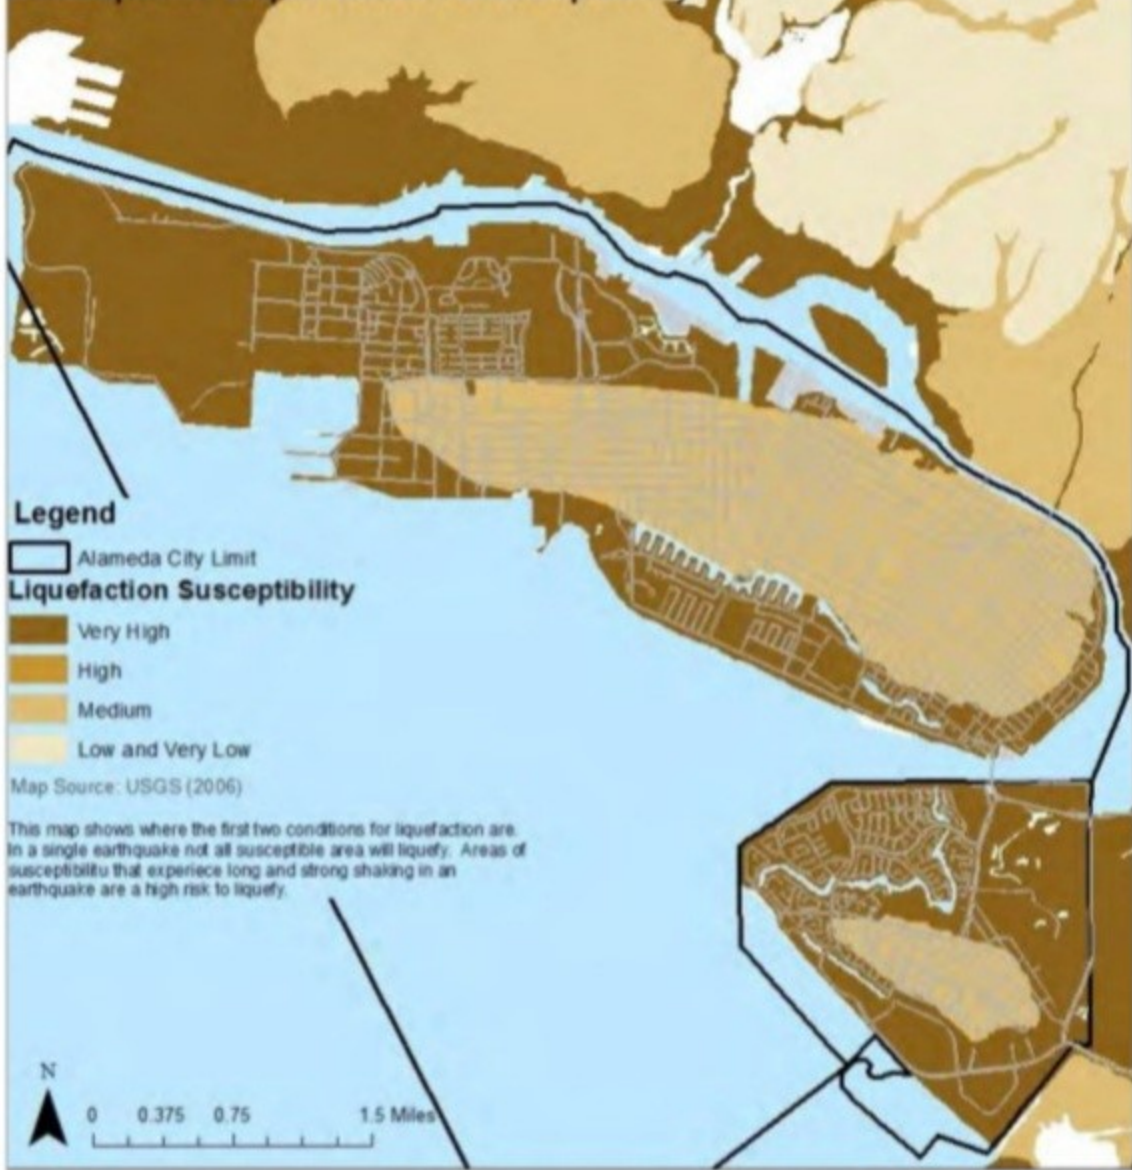 Legend
Alameda City Limit
Liquefaction Susceptibility
Very High
High
Medium
Low and Very Low
Map Source: USGS (2006)
This map shows where the first two conditions for liquefaction are.
In a single earthquake not all susceptible area will liquefy. Areas of
susceptibilitu that experiece long and strong shaking in an
earthquake are a high risk to liquefy.
N
0 0.375 0.75 1.5 Miles